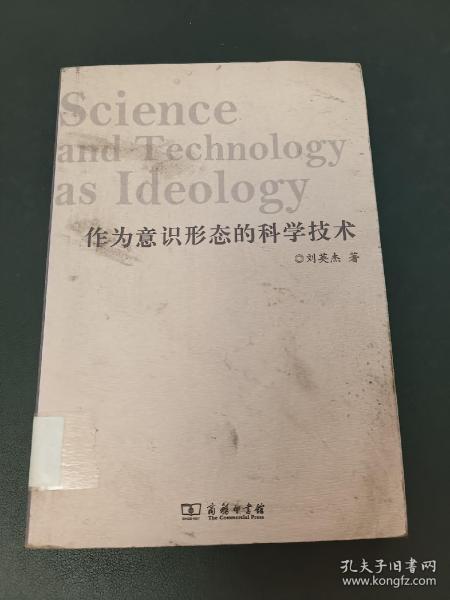 Science
and Technology
as Ideology
作为意识形态的科学技术
◎刘英杰 著
商务印书馆
The Commercial Press
孔夫子旧书网
www.kongfz.com